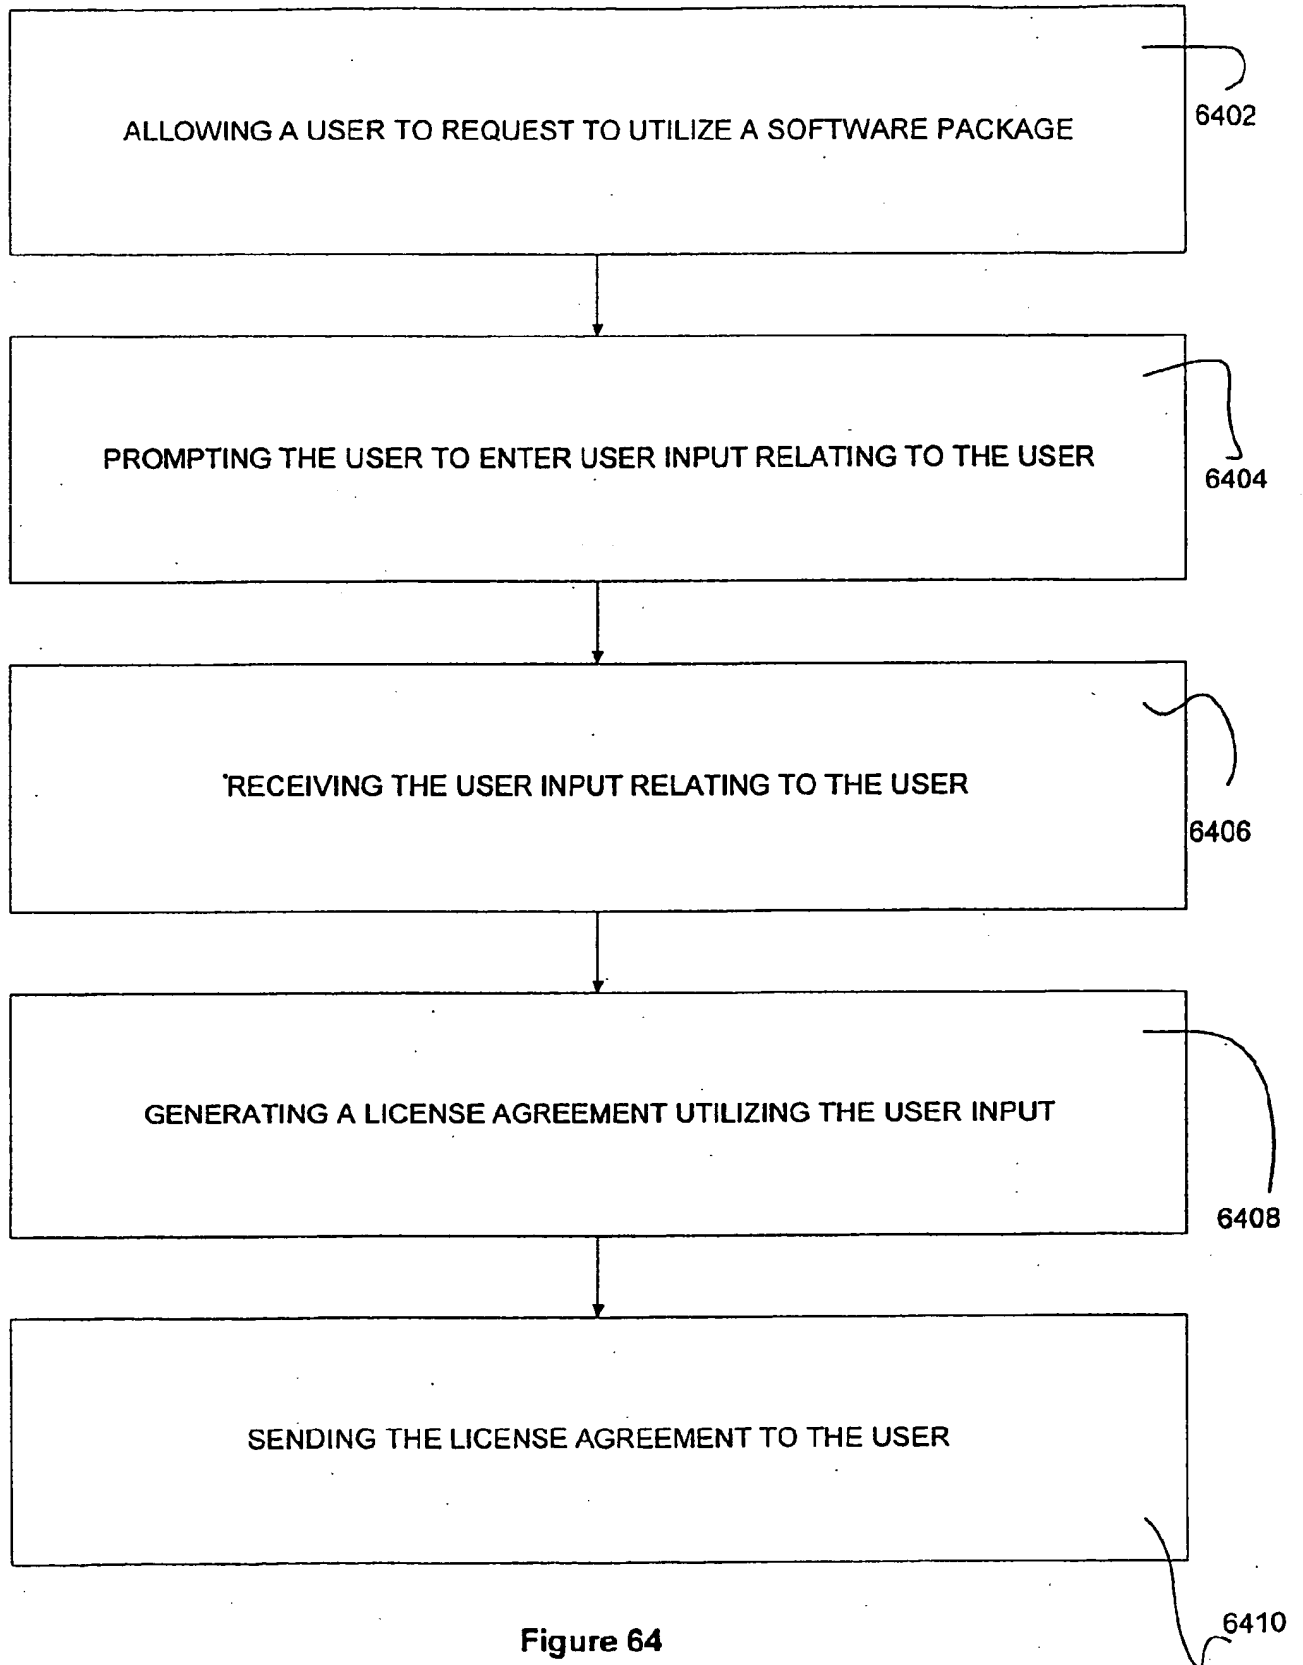 ALLOWING A USER TO REQUEST TO UTILIZE A SOFTWARE PACKAGE
6402
PROMPTING THE USER TO ENTER USER INPUT RELATING TO THE USER
6404
RECEIVING THE USER INPUT RELATING TO THE USER
6406
GENERATING A LICENSE AGREEMENT UTILIZING THE USER INPUT
6408
SENDING THE LICENSE AGREEMENT TO THE USER
6410
Figure 64